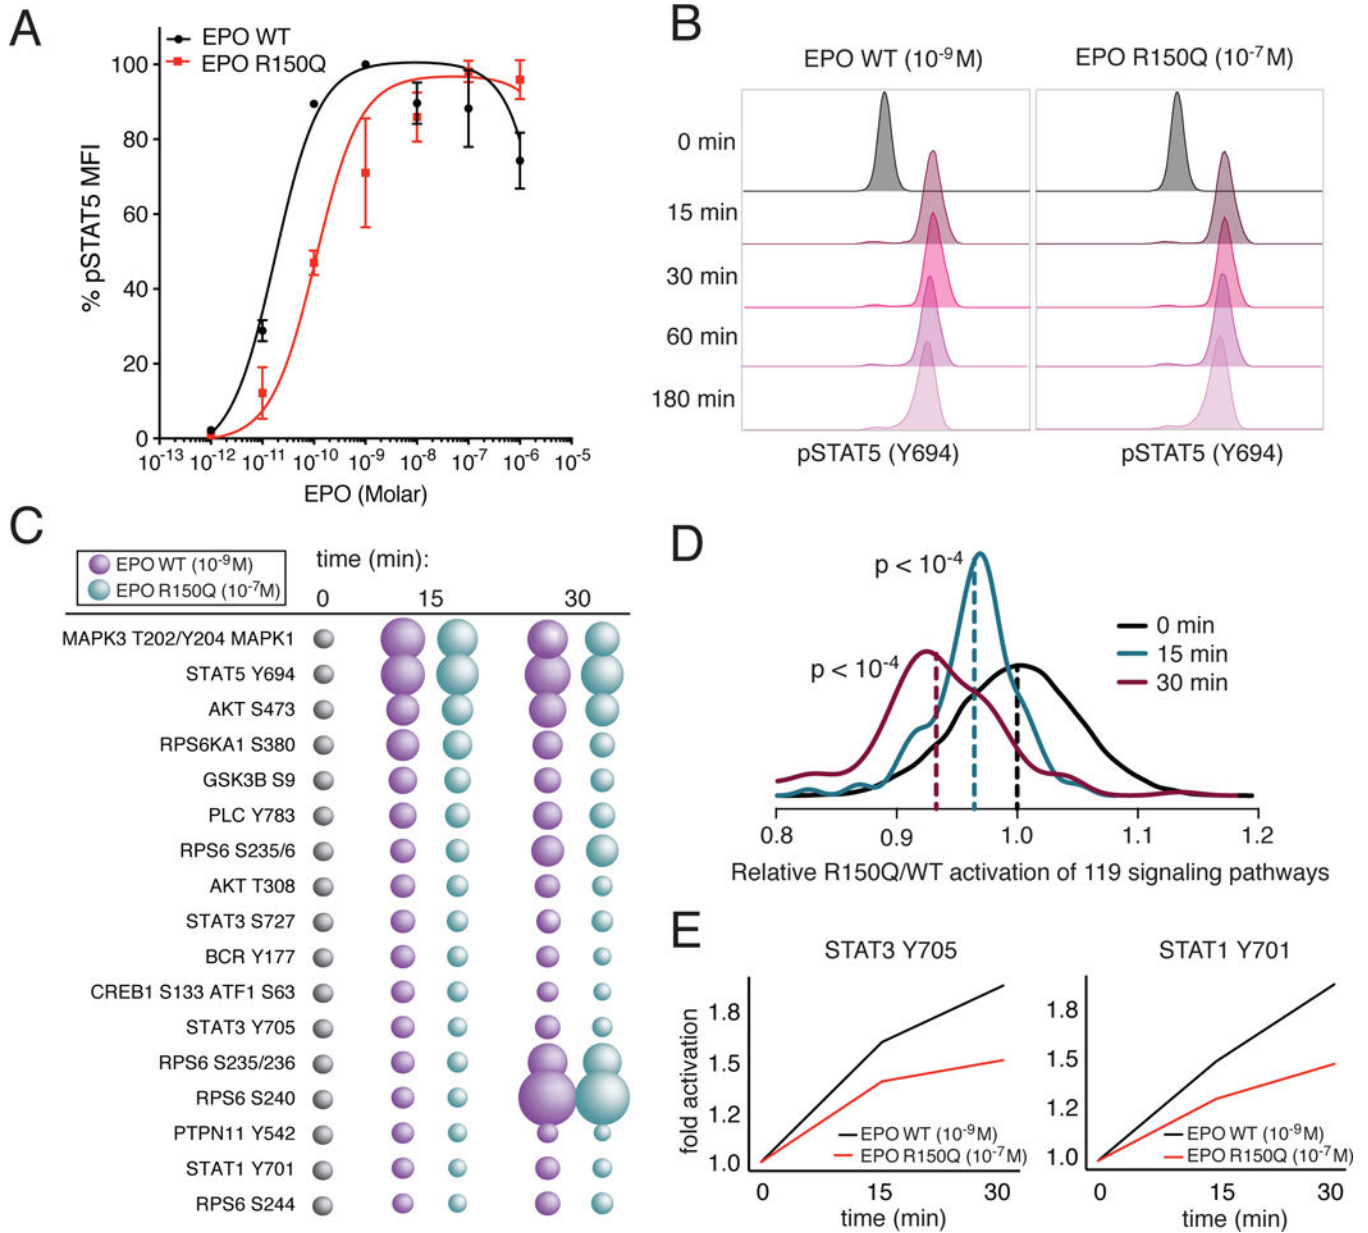 A
EPO WT
EPO R150Q
% pSTAT5 MFI
100
80
60
40
20
0
10-13 10-12 10-11 10-10 10-9 10-8 10-7 10-6 10-5
EPO (Molar)
B
EPO WT (10-9M) EPO R150Q (10-7M)
0 min
15 min
30 min
60 min
180 min
pSTAT5 (Y694) pSTAT5 (Y694)
C
EPO WT (10-9M)
EPO R150Q (10-7M)
time (min):
0 15 30
MAPK3 T202/Y204 MAPK1
STAT5 Y694
AKT S473
RPS6KA1 S380
GSK3B S9
PLC Y783
RPS6 S235/6
AKT T308
STAT3 S727
BCR Y177
CREB1 S133 ATF1 S63
STAT3 Y705
RPS6 S235/236
RPS6 S240
PTPN11 Y542
STAT1 Y701
RPS6 S244
D
p < 10-4
p < 10-4
0 min
15 min
30 min
0.8 0.9 1.0 1.1 1.2
Relative R150Q/WT activation of 119 signaling pathways
E
STAT3 Y705
fold activation
1.8
1.5
1.2
1.0
EPO WT (10-9M)
EPO R150Q (10-7M)
0 15 30
time (min)
STAT1 Y701
1.8
1.5
1.2
1.0
EPO WT (10-9M)
EPO R150Q (10-7M)
0 15 30
time (min)